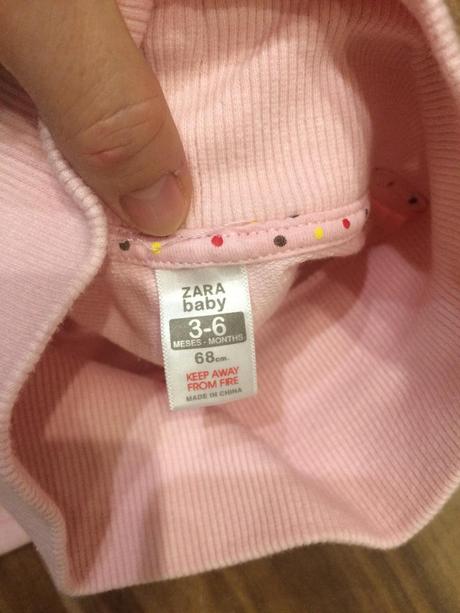 ZARA
baby
3-6
MESES - MONTHS
68cm.
KEEP AWAY
FROM FIRE
MADE IN CHINA